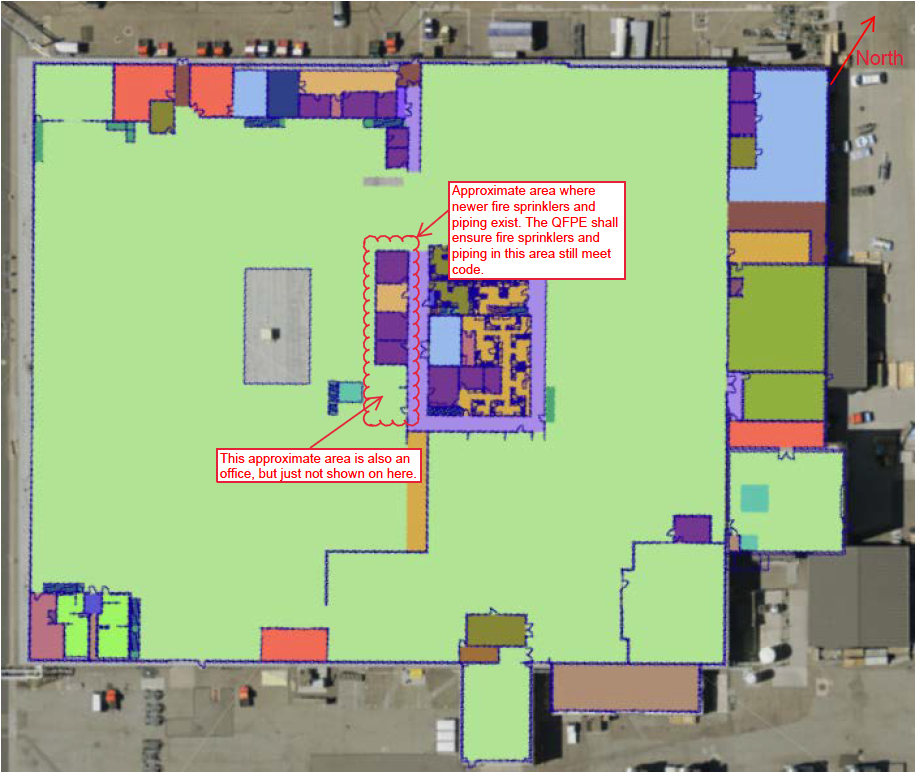 North
Approximate area where
newer fire sprinklers and
piping exist. The QFPE shall
ensure fire sprinklers and
piping in this area still meet
code.
This approximate area is also an
office, but just not shown on here.